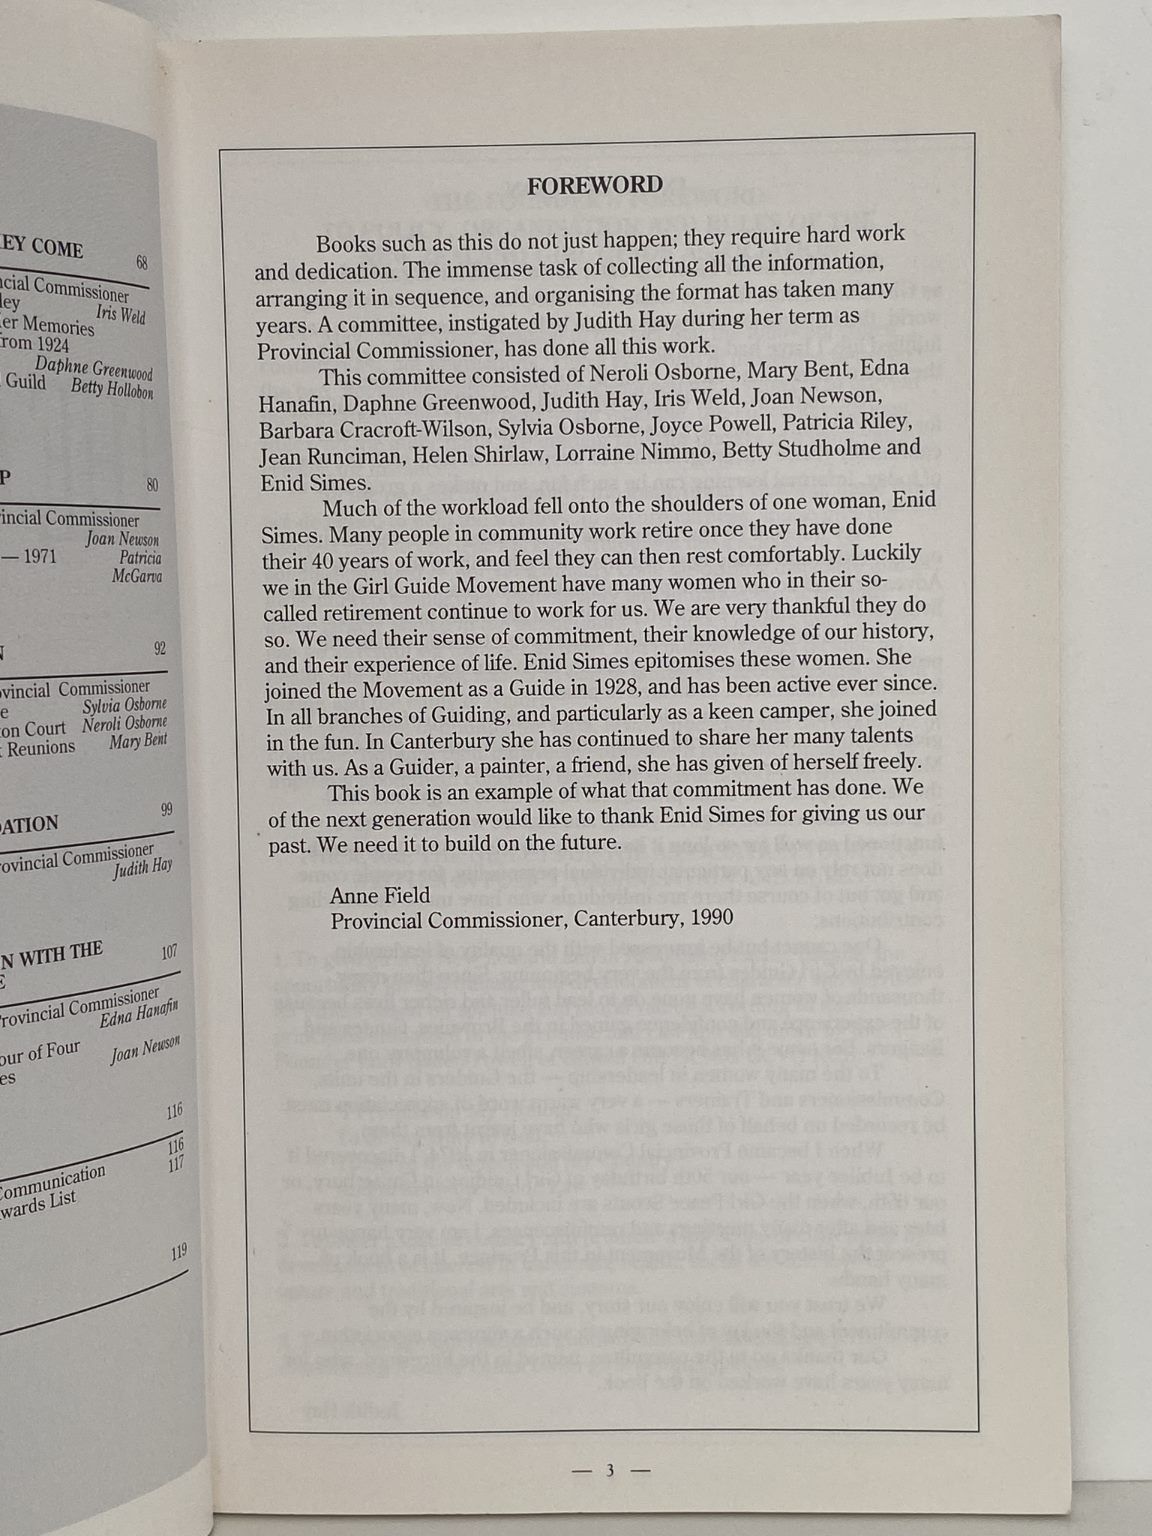 EY COME
68
cial Commissioner
ley Iris Weld
er Memories
rom 1924
Daphne Greenwood
Guild Betty Hollobon
P
80
incial Commissioner
Joan Newson
— 1971 Patricia
McGarva
N
92
vincial Commissioner
e Sylvia Osborne
on Court Neroli Osborne
Reunions Mary Bent
99
ATION
rovincial Commissioner
Judith Hay
N WITH THE
107
E
Provincial Commissioner
Edna Hanafin
our of Four Joan Newson
es
116
116
ommunication 117
wards List
119
FOREWORD
Books such as this do not just happen; they require hard work
and dedication. The immense task of collecting all the information,
arranging it in sequence, and organising the format has taken many
years. A committee, instigated by Judith Hay during her term as
Provincial Commissioner, has done all this work.
This committee consisted of Neroli Osborne, Mary Bent, Edna
Hanafin, Daphne Greenwood, Judith Hay, Iris Weld, Joan Newson,
Barbara Cracroft-Wilson, Sylvia Osborne, Joyce Powell, Patricia Riley,
Jean Runciman, Helen Shirlaw, Lorraine Nimmo, Betty Studholme and
Enid Simes.
Much of the workload fell onto the shoulders of one woman, Enid
Simes. Many people in community work retire once they have done
their 40 years of work, and feel they can then rest comfortably. Luckily
we in the Girl Guide Movement have many women who in their so-
called retirement continue to work for us. We are very thankful they do
so. We need their sense of commitment, their knowledge of our history,
and their experience of life. Enid Simes epitomises these women. She
joined the Movement as a Guide in 1928, and has been active ever since.
In all branches of Guiding, and particularly as a keen camper, she joined
in the fun. In Canterbury she has continued to share her many talents
with us. As a Guider, a painter, a friend, she has given of herself freely.
This book is an example of what that commitment has done. We
of the next generation would like to thank Enid Simes for giving us our
past. We need it to build on the future.
Anne Field
Provincial Commissioner, Canterbury, 1990
— 3 —